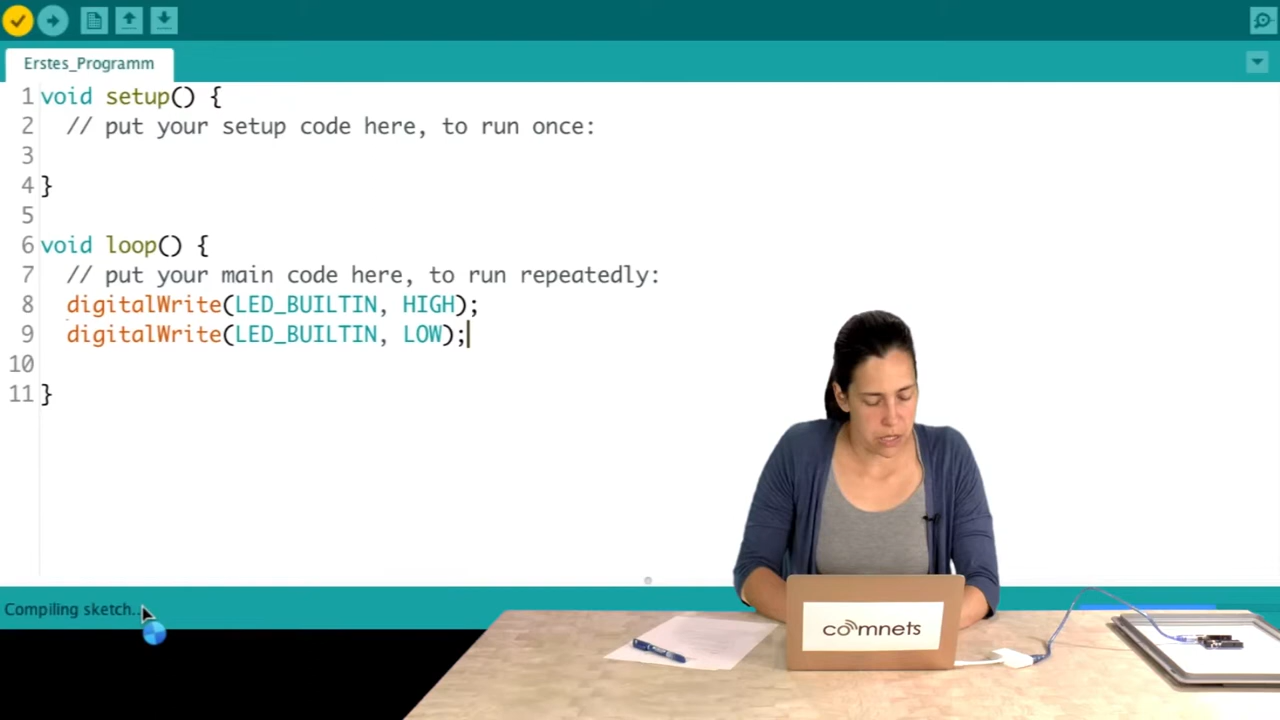 Erstes_Programm
1 void setup() {
2 // put your setup code here, to run once:
3
4 }
5
6 void loop() {
7 // put your main code here, to run repeatedly:
8 digitalWrite(LED_BUILTIN, HIGH);
9 digitalWrite(LED_BUILTIN, LOW);
10
11 }
Compiling sketch...
comnets